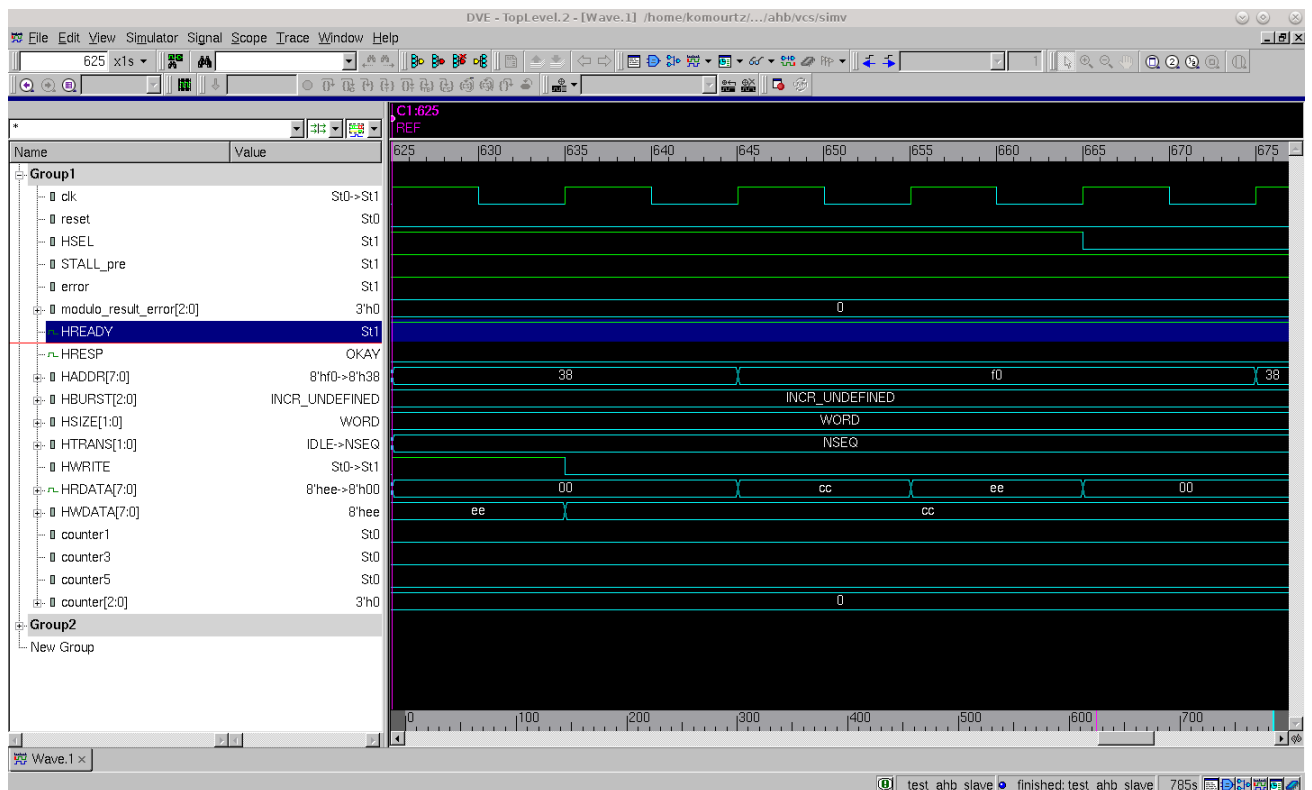 DVE - TopLevel.2 - [Wave.1] /home/komourtz/.../ahb/vcs/simv
File Edit View Simulator Signal Scope Trace Window Help
625 x1s 1
C1:625
REF
*
Name Value 625 630 635 640 645 650 655 660 665 670 675
Group1
clk St0->St1
reset St0
HSEL St1
STALL_pre St1
error St1
modulo_result_error[2:0] 3'h0 0
HREADY St1
HRESP OKAY
HADDR[7:0] 8'hf0->8'h38 38 f0 38
HBURST[2:0] INCR_UNDEFINED INCR_UNDEFINED
HSIZE[1:0] WORD WORD
HTRANS[1:0] IDLE->NSEQ NSEQ
HWRITE St0->St1
HRDATA[7:0] 8'hee->8'h00 00 cc ee 00
HWDATA[7:0] 8'hee ee cc
counter1 St0
counter3 St0
counter5 St0
counter[2:0] 3'h0 0
Group2
New Group
0 100 200 300 400 500 600 700
Wave.1
test_ahb_slave finished: test_ahb_slave 785s